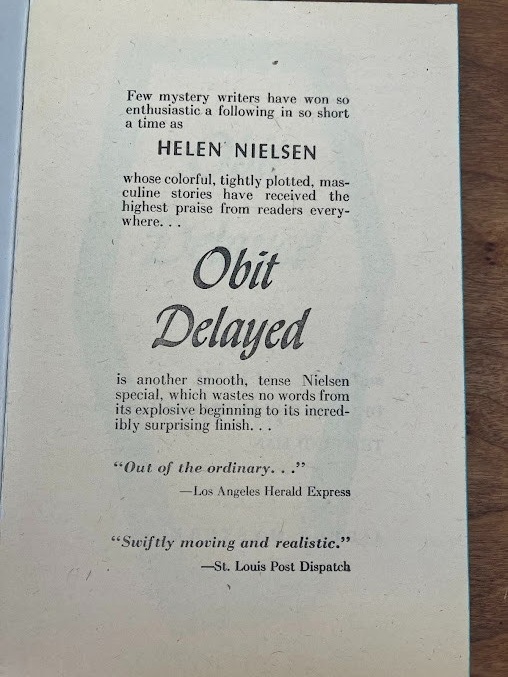 Few mystery writers have won so
enthusiastic a following in so short
a time as
HELEN NIELSEN
whose colorful, tightly plotted, mas-
culine stories have received the
highest praise from readers every-
where. . .
Obit
Delayed
is another smooth, tense Nielsen
special, which wastes no words from
its explosive beginning to its incred-
ibly surprising finish. . .
“Out of the ordinary. . .”
—Los Angeles Herald Express
“Swiftly moving and realistic.”
—St. Louis Post Dispatch